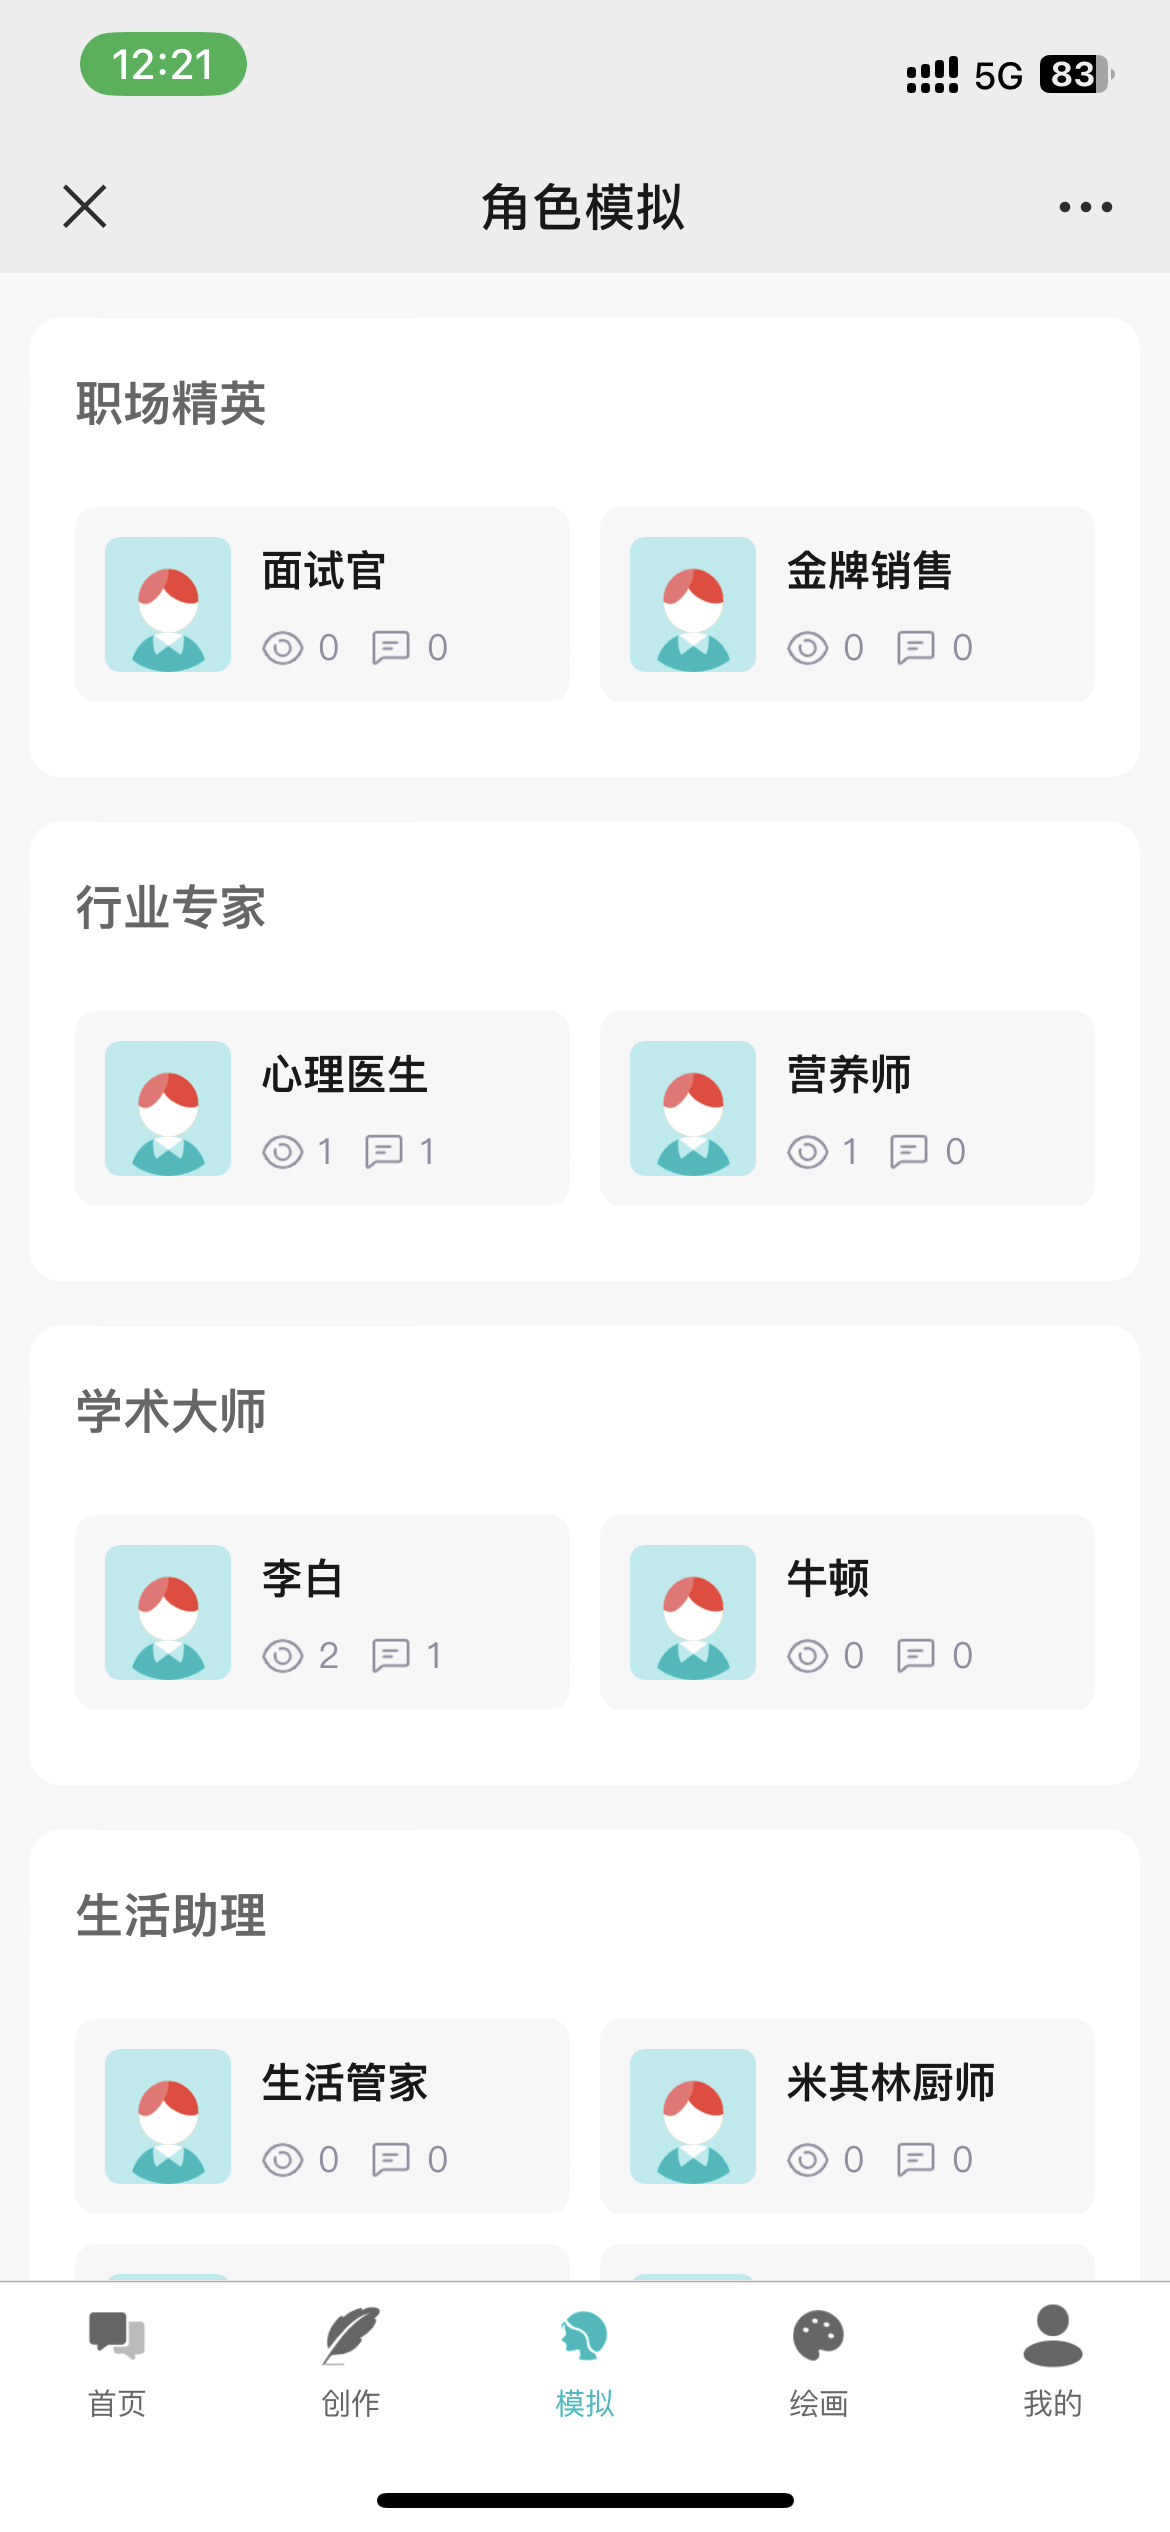 12:21 5G 83
角色模拟
职场精英
面试官 金牌销售
0 0 0 0
行业专家
心理医生 营养师
1 1 1 0
学术大师
李白 牛顿
2 1 0 0
生活助理
生活管家 米其林厨师
0 0 0 0
首页 创作 模拟 绘画 我的